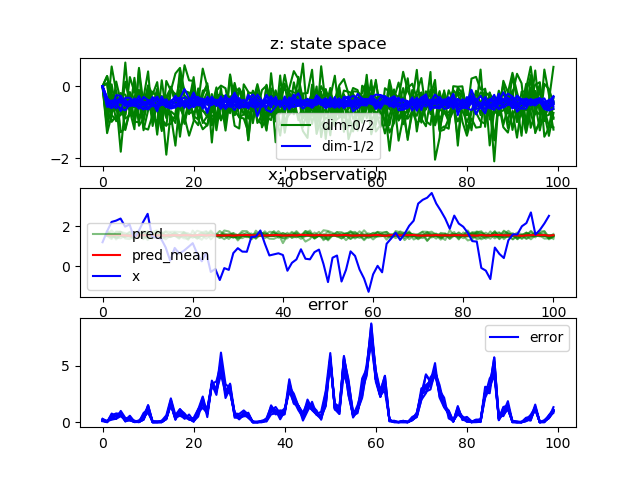 z: state space
0
−2
dim-0/2
dim-1/2
0 20 40 60 80 100
x: observation
2
0
pred
pred_mean
x
0 20 40 60 80 100
error
5
0
error
0 20 40 60 80 100